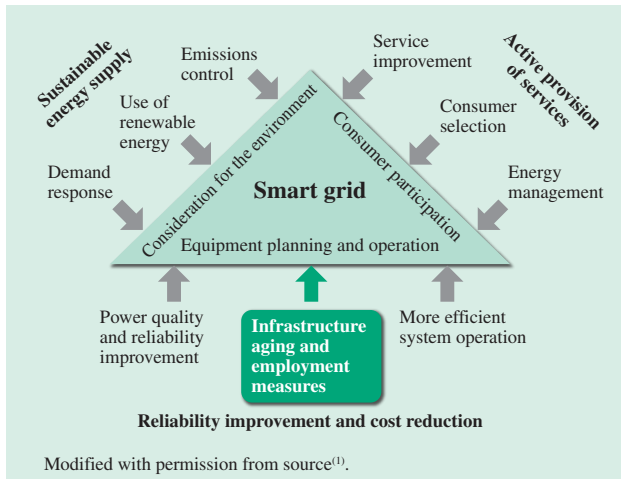 Sustainable
energy supply
Emissions
control
Service
improvement
Active provision
of services
Use of
renewable
energy
Consumer
selection
Demand
response
Energy
management
Consideration for the environment
Consumer participation
Smart grid
Equipment planning and operation
Power quality
and reliability
improvement
Infrastructure
aging and
employment
measures
More efficient
system operation
Reliability improvement and cost reduction
Modified with permission from source(1).